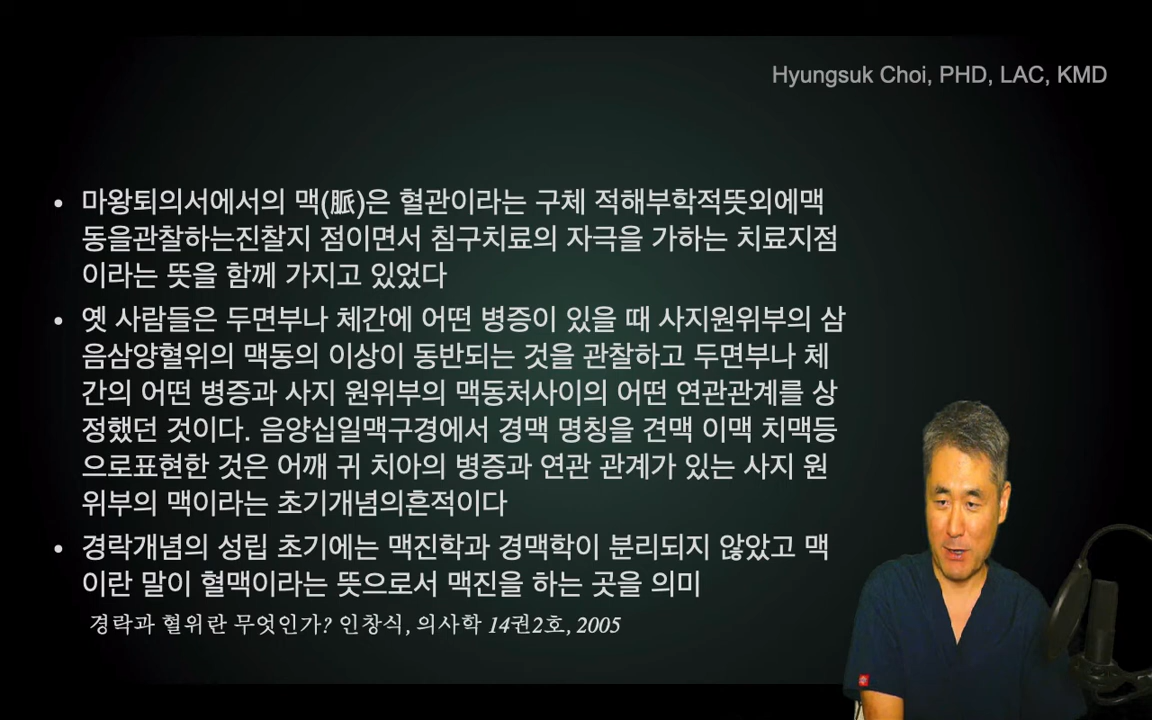 Hyungsuk Choi, PHD, LAC, KMD
• 마왕퇴의서에서의 맥(脈)은 혈관이라는 구체 적해부학적뜻외에맥
동을관찰하는진찰지 점이면서 침구치료의 자극을 가하는 치료지점
이라는 뜻을 함께 가지고 있었다
• 옛 사람들은 두면부나 체간에 어떤 병증이 있을 때 사지원위부의 삼
음삼양혈위의 맥동의 이상이 동반되는 것을 관찰하고 두면부나 체
간의 어떤 병증과 사지 원위부의 맥동처사이의 어떤 연관관계를 상
정했던 것이다. 음양십일맥구경에서 경맥 명칭을 견맥 이맥 치맥등
으로표현한 것은 어깨 귀 치아의 병증과 연관 관계가 있는 사지 원
위부의 맥이라는 초기개념의흔적이다
• 경락개념의 성립 초기에는 맥진학과 경맥학이 분리되지 않았고 맥
이란 말이 혈맥이라는 뜻으로서 맥진을 하는 곳을 의미
경락과 혈위란 무엇인가? 인창식, 의사학 14권2호, 2005